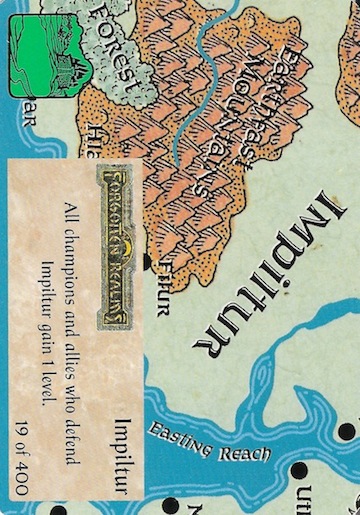 Forest
Earthfast
Mountains
Impiltur
Filur
Easting Reach
Forgotten Realms
Impiltur
All champions and allies who defend
Impiltur gain 1 level.
19 of 400